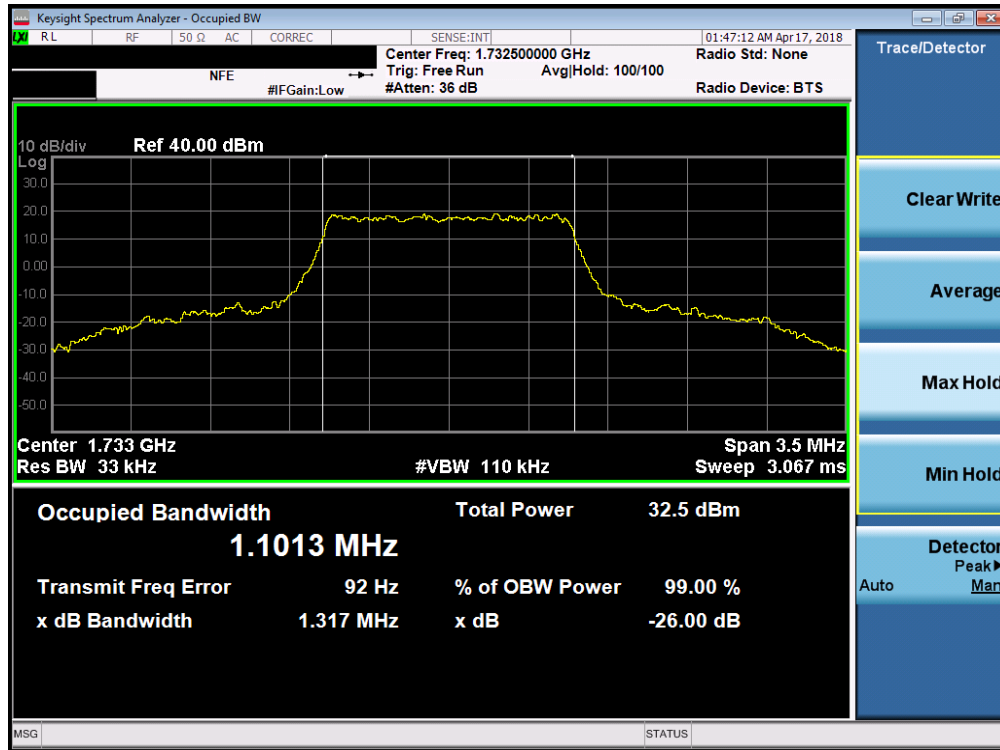 Keysight Spectrum Analyzer - Occupied BW
LXI RL RF 50 Ω AC CORREC SENSE:INT 01:47:12 AM Apr 17, 2018
Center Freq: 1.732500000 GHz Radio Std: None
NFE Trig: Free Run Avg|Hold: 100/100
#IFGain:Low #Atten: 36 dB Radio Device: BTS
Trace/Detector
10 dB/div Ref 40.00 dBm
Log
30.0
20.0
10.0
0.00
-10.0
-20.0
-30.0
-40.0
-50.0
Center 1.733 GHz Span 3.5 MHz
Res BW 33 kHz #VBW 110 kHz Sweep 3.067 ms
Occupied Bandwidth Total Power 32.5 dBm
1.1013 MHz
Transmit Freq Error 92 Hz % of OBW Power 99.00 %
x dB Bandwidth 1.317 MHz x dB -26.00 dB
Clear Write
Average
Max Hold
Min Hold
Detector
Peak▶
Auto Man
MSG STATUS